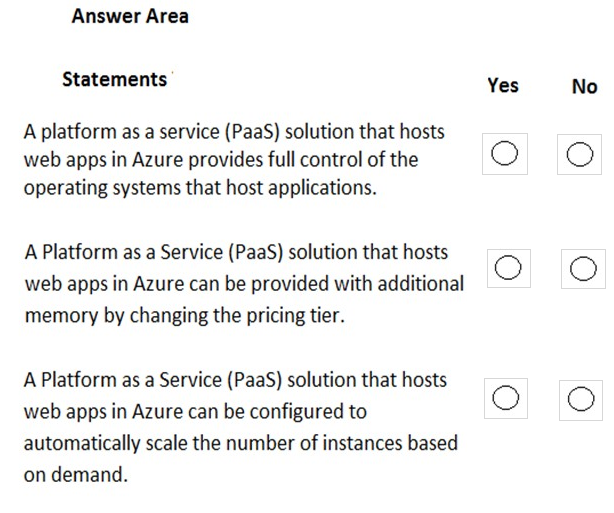 Answer Area
Statements
Yes
No
A platform as a service (PaaS) solution that hosts
web apps in Azure provides full control of the
operating systems that host applications.
A Platform as a Service (PaaS) solution that hosts
web apps in Azure can be provided with additional
memory by changing the pricing tier.
A Platform as a Service (PaaS) solution that hosts
web apps in Azure can be configured to
automatically scale the number of instances based
on demand.